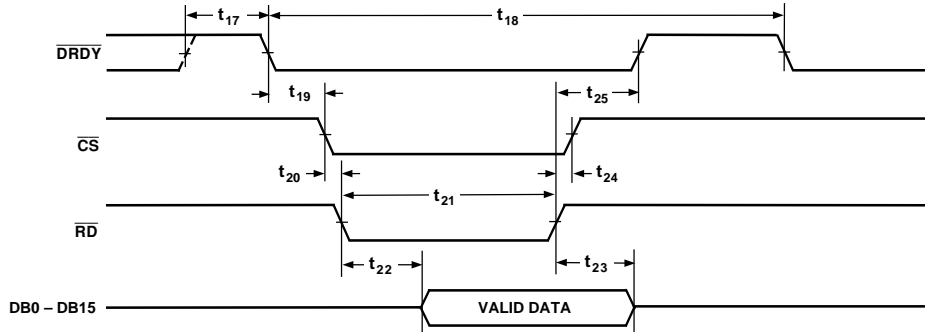 t17
t18
DRDY
t19
t25
CS
t20
t21
t24
RD
t22
t23
DB0 – DB15
VALID DATA